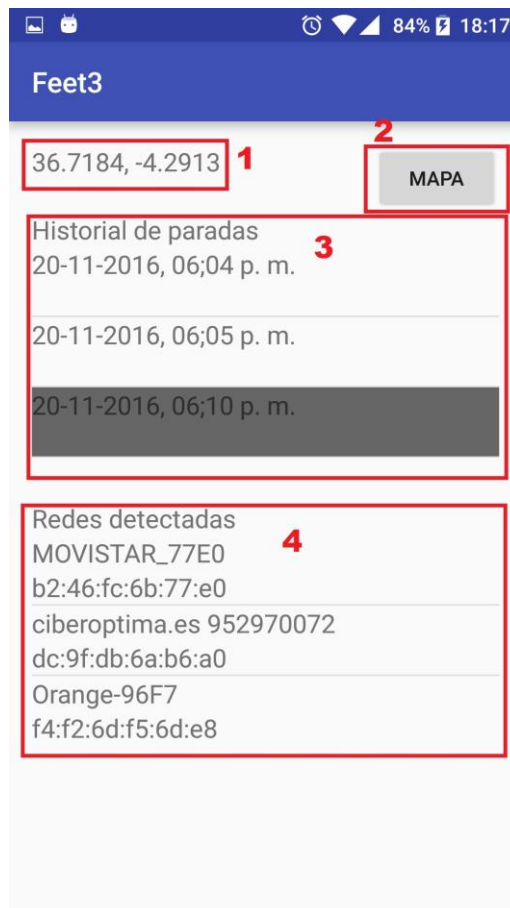 84% 18:17
Feet3
36.7184, -4.2913 1
2
MAPA
Historial de paradas
3
20-11-2016, 06;04 p. m.
20-11-2016, 06;05 p. m.
20-11-2016, 06;10 p. m.
Redes detectadas
4
MOVISTAR_77E0
b2:46:fc:6b:77:e0
ciberoptima.es 952970072
dc:9f:db:6a:b6:a0
Orange-96F7
f4:f2:6d:f5:6d:e8